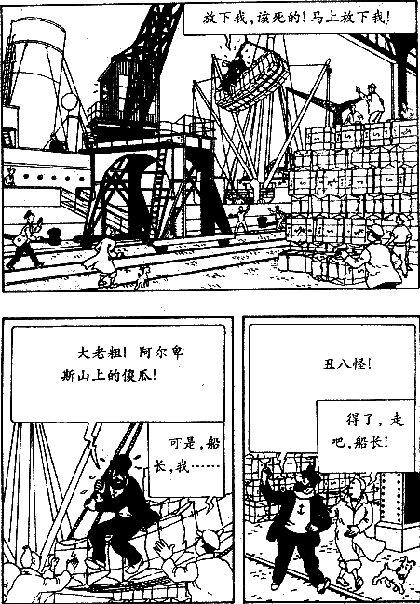 放下我,该死的!马上放下我!
大老粗! 阿尔卑
斯山上的傻瓜!
可是,船
长,我……
丑八怪!
得了,走
吧,船长!